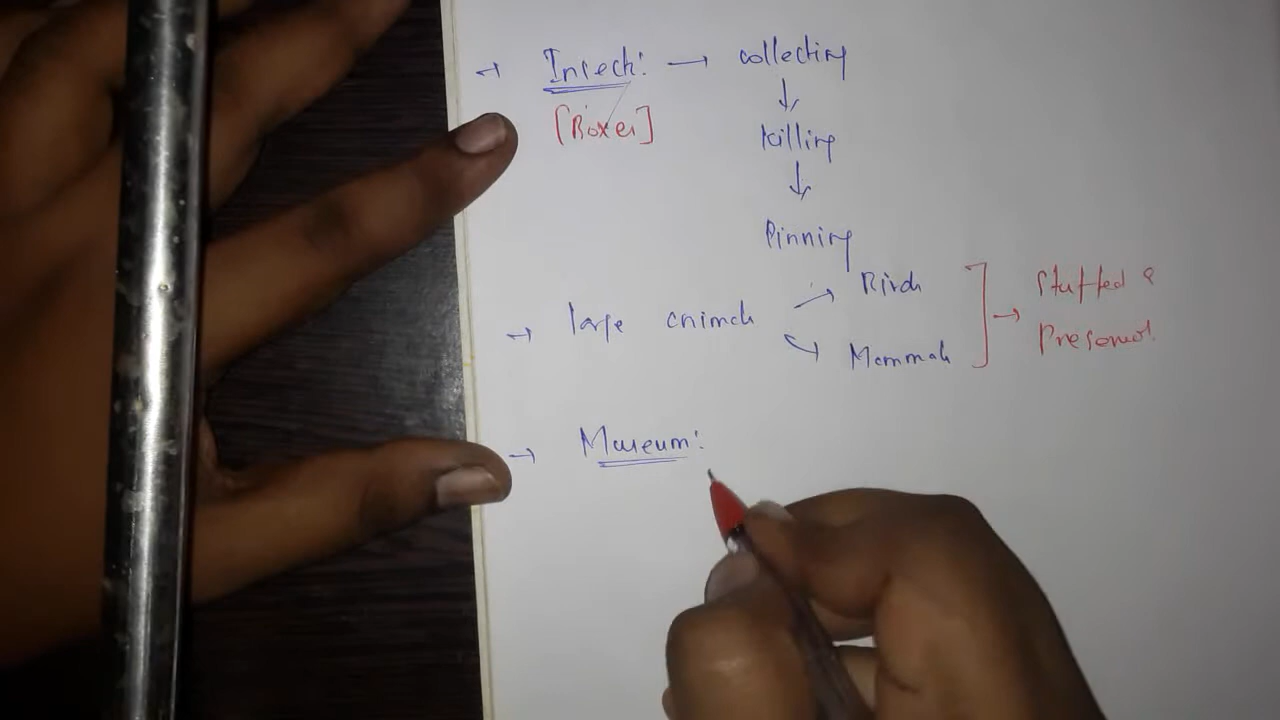 → Insects: → collecting
[Boxes]
↓
killing
↓
Pinning
→ large animals → Birds
→ Mammals
] → Stuffed &
Preserved.
→ Museum: